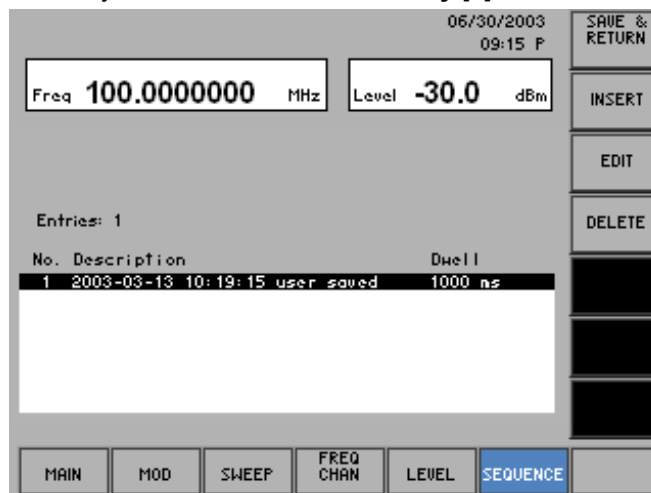 06/30/2003
09:15 P
SAVE &
RETURN
Freq 100.0000000 MHz
Level -30.0 dBm
INSERT
EDIT
Entries: 1
DELETE
No. Description Dwell
1 2003-03-13 10:19:15 user saved 1000 ms
MAIN
MOD
SWEEP
FREQ
CHAN
LEVEL
SEQUENCE